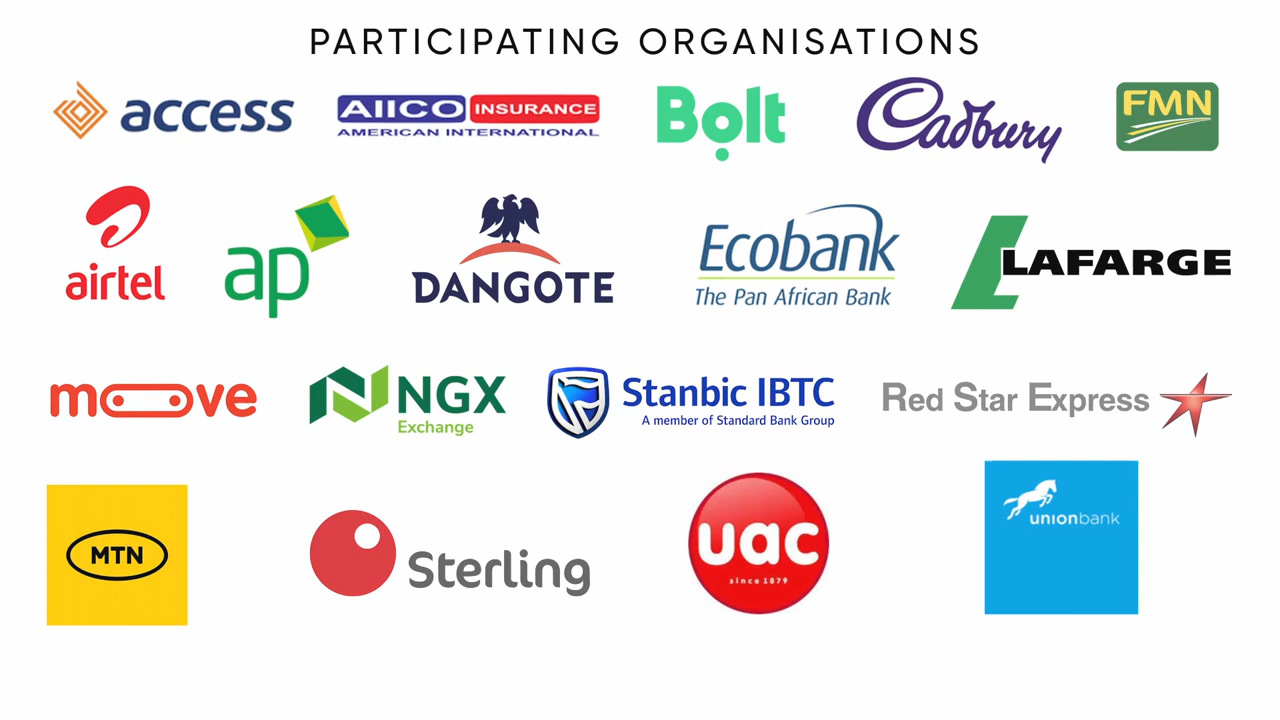 PARTICIPATING ORGANISATIONS
access
AIICO INSURANCE
AMERICAN INTERNATIONAL
Bolt
Cadbury
FMN
airtel
ap
DANGOTE
Ecobank
The Pan African Bank
LAFARGE
moove
NGX
Exchange
Stanbic IBTC
A member of Standard Bank Group
Red Star Express
MTN
Sterling
uac
since 1879
unionbank